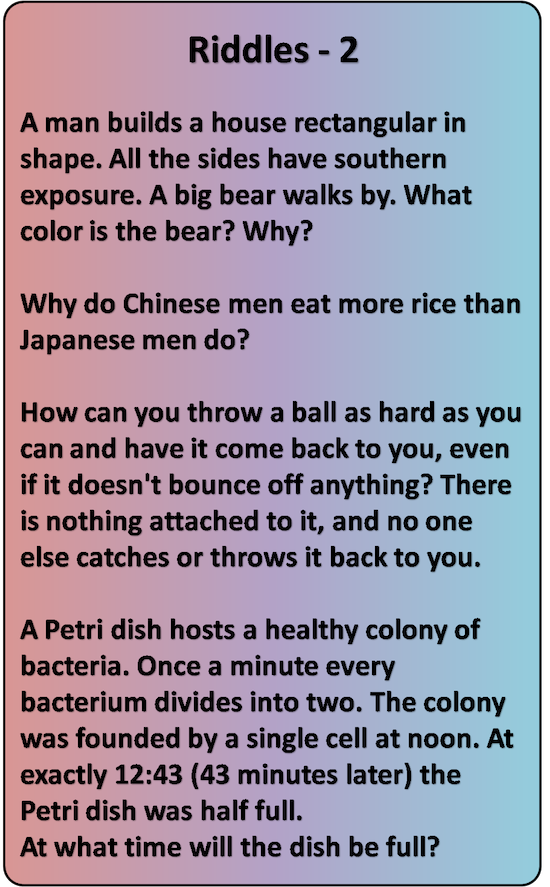 Riddles - 2
A man builds a house rectangular in
shape. All the sides have southern
exposure. A big bear walks by. What
color is the bear? Why?
Why do Chinese men eat more rice than
Japanese men do?
How can you throw a ball as hard as you
can and have it come back to you, even
if it doesn't bounce off anything? There
is nothing attached to it, and no one
else catches or throws it back to you.
A Petri dish hosts a healthy colony of
bacteria. Once a minute every
bacterium divides into two. The colony
was founded by a single cell at noon. At
exactly 12:43 (43 minutes later) the
Petri dish was half full.
At what time will the dish be full?